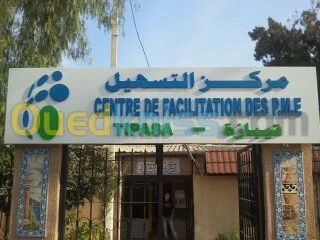 مركز التسهيل
CENTRE DE FACILITATION DES P.M.E
TIPASA - تيبازة